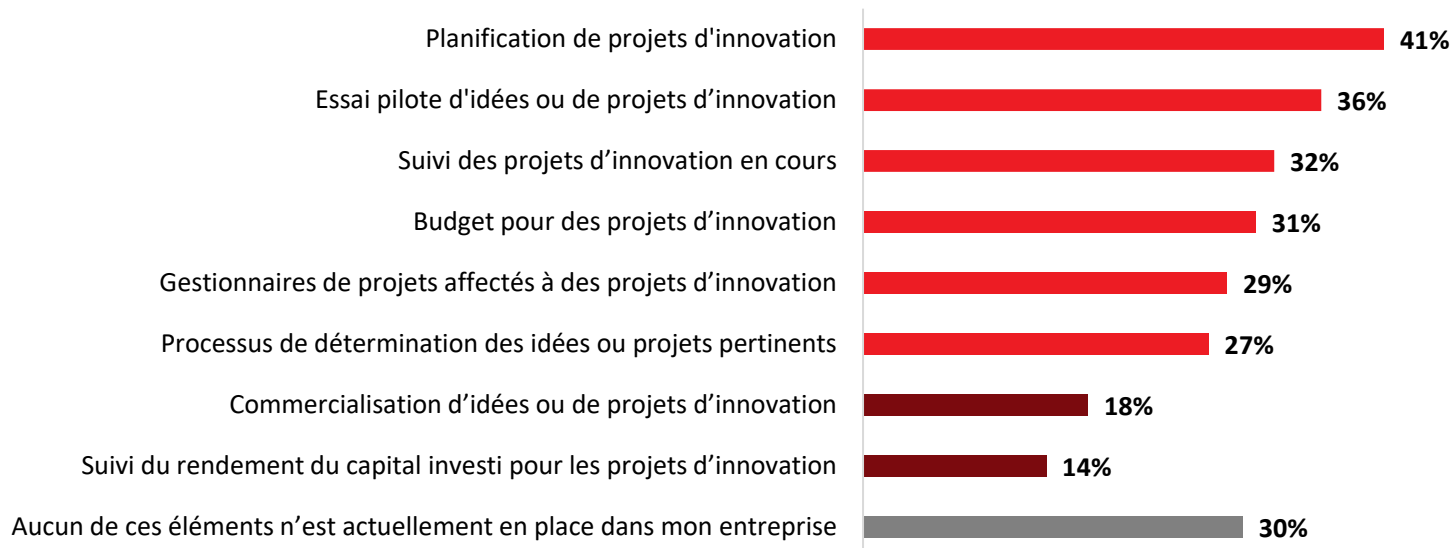 Planification de projets d'innovation 41%
Essai pilote d'idées ou de projets d’innovation 36%
Suivi des projets d’innovation en cours 32%
Budget pour des projets d’innovation 31%
Gestionnaires de projets affectés à des projets d’innovation 29%
Processus de détermination des idées ou projets pertinents 27%
Commercialisation d’idées ou de projets d’innovation 18%
Suivi du rendement du capital investi pour les projets d’innovation 14%
Aucun de ces éléments n’est actuellement en place dans mon entreprise 30%